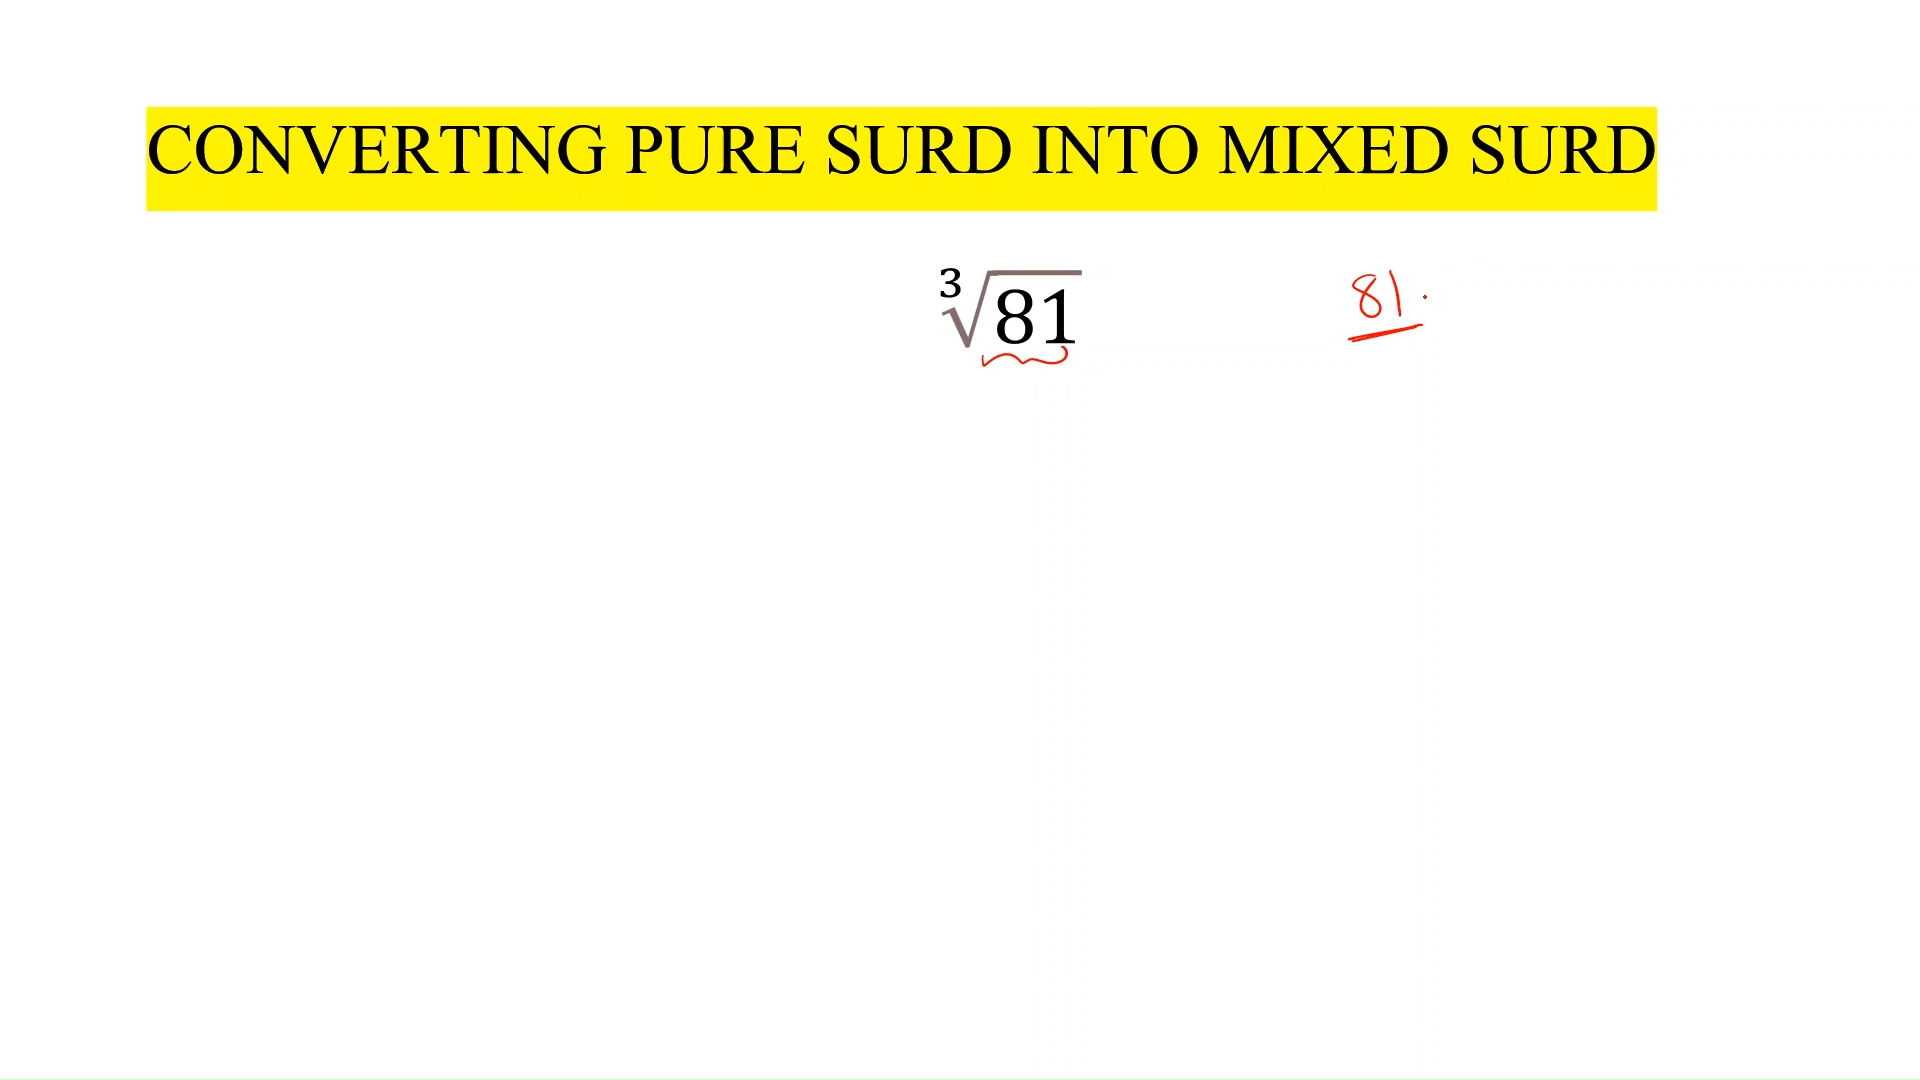 CONVERTING PURE SURD INTO MIXED SURD
∛81 81.